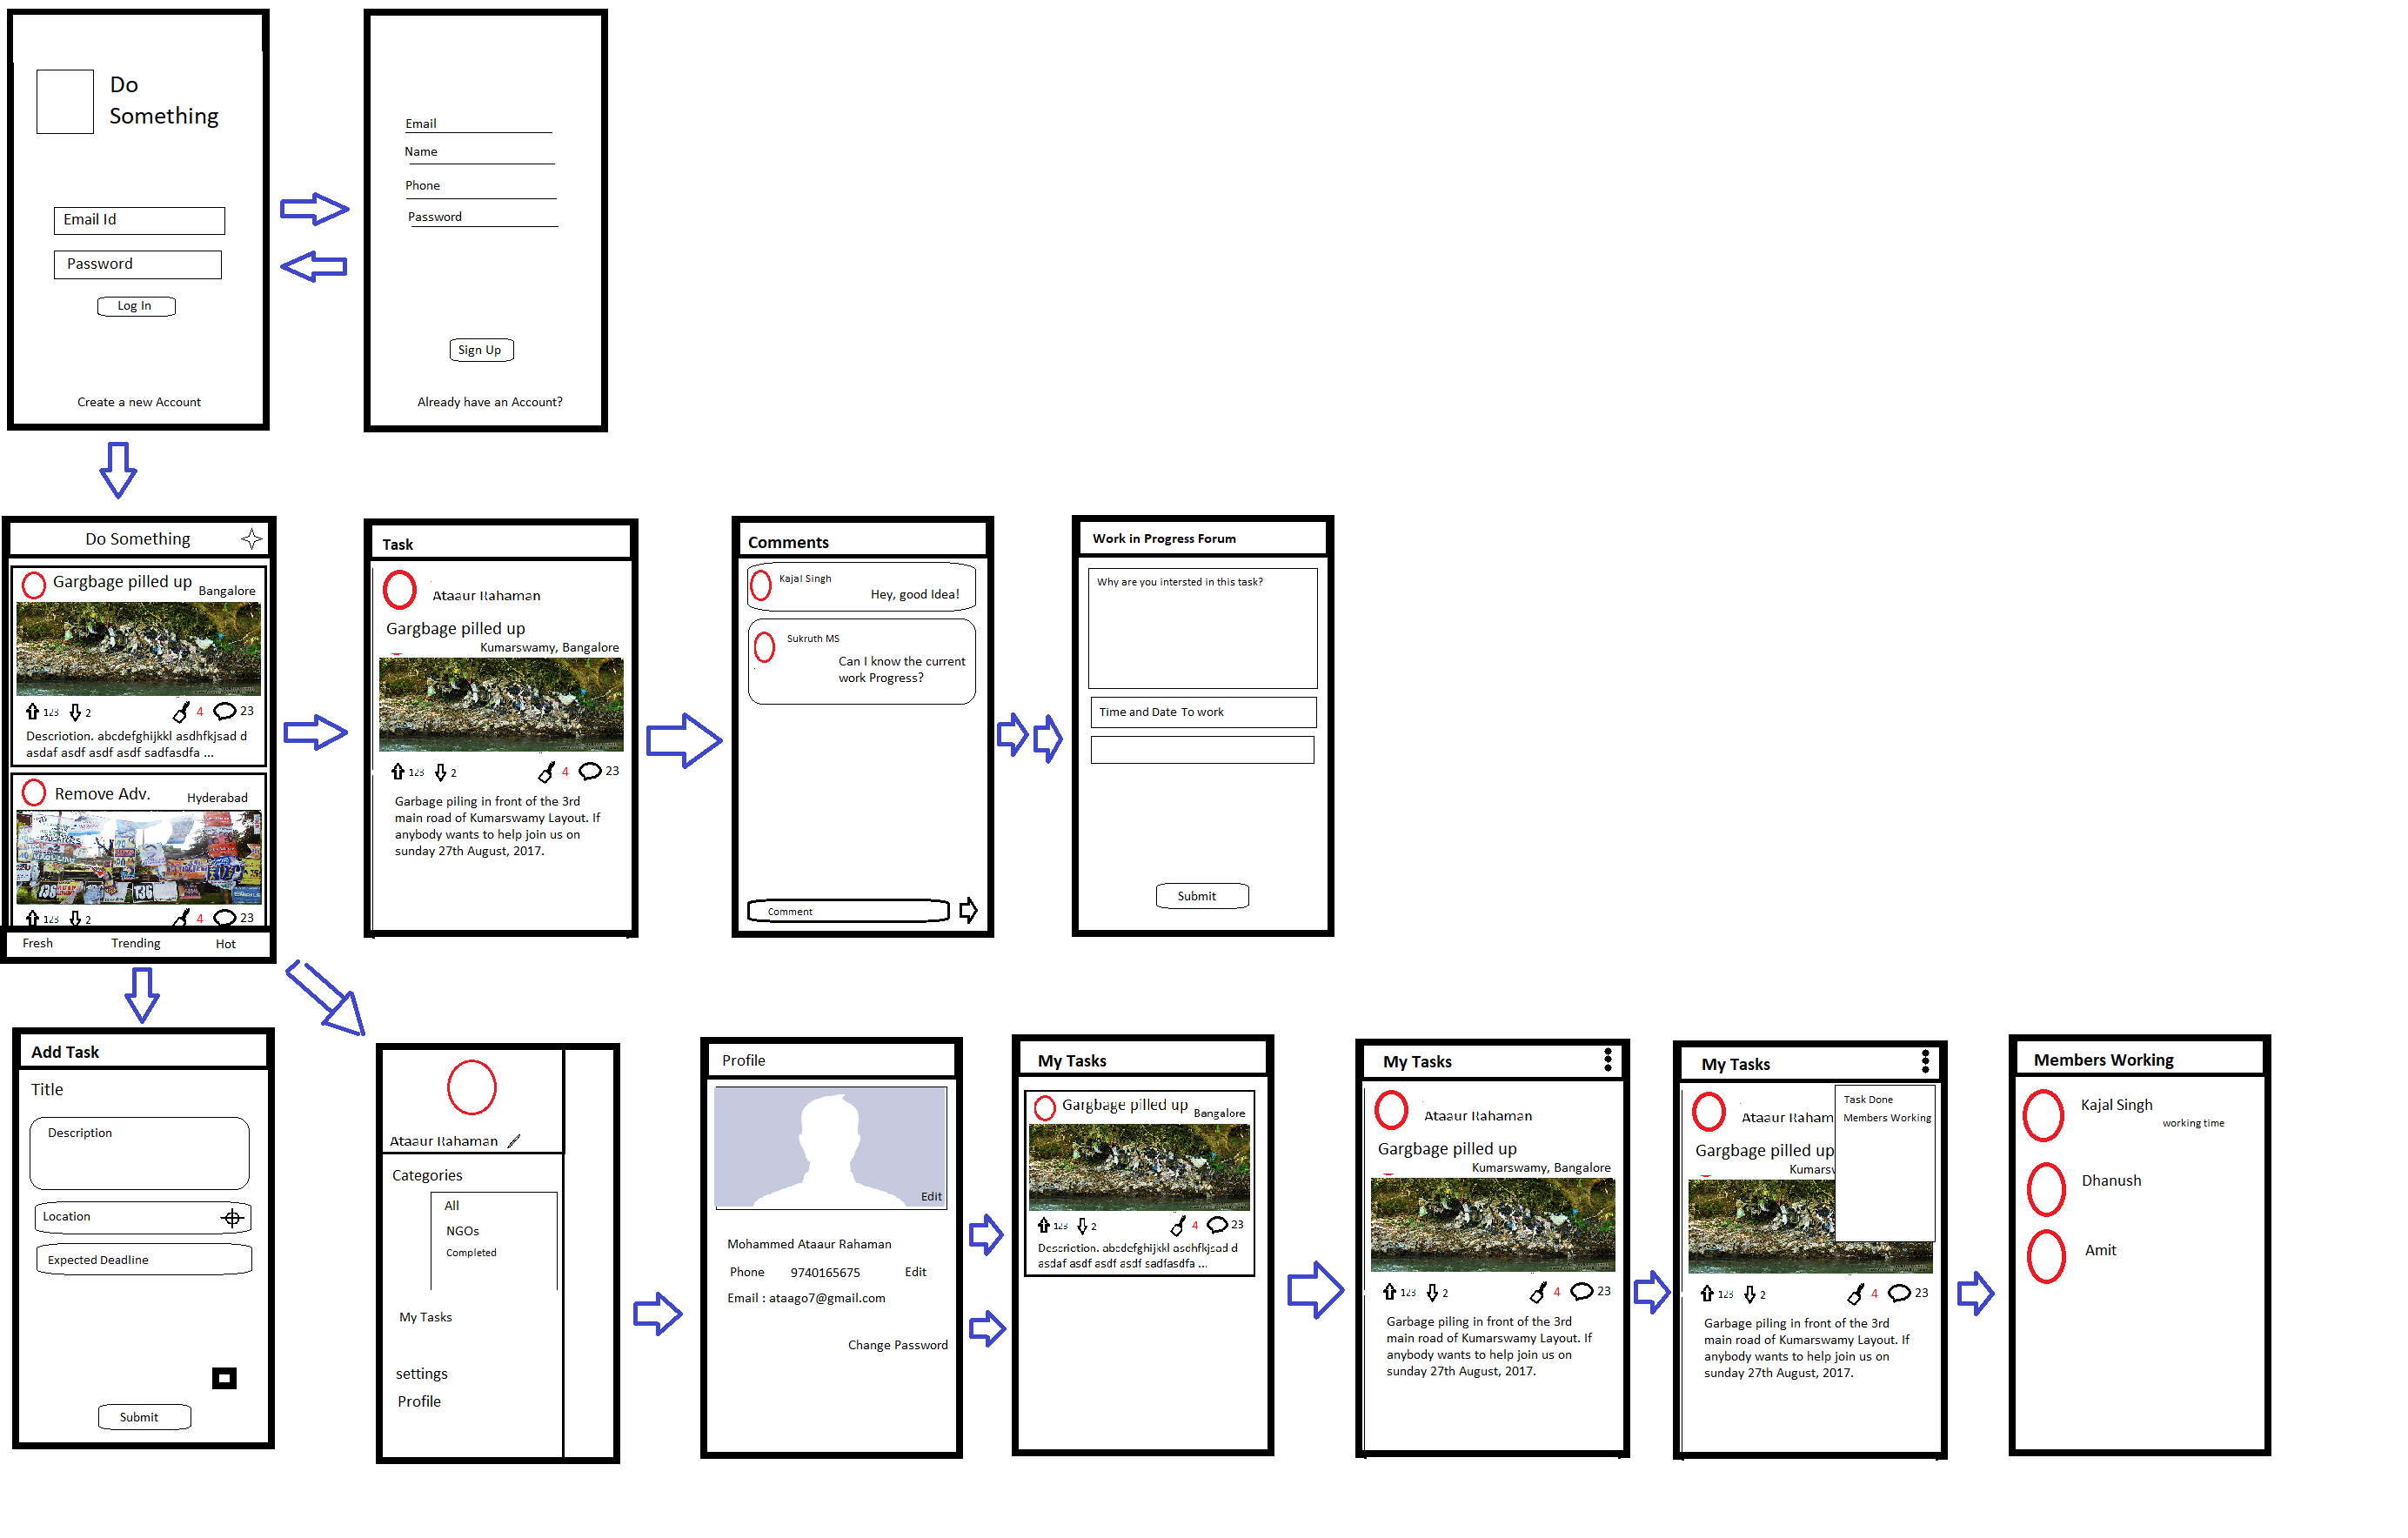 Do
Something
Email Id
Password
Log In
Create a new Account
Email
Name
Phone
Password
Sign Up
Already have an Account?
Do Something
Gargbage pilled up
Bangalore
123 2 4 23
Descriotion. abcdefghijkkl asdhfkjsad d
asdaf asdf asdf asdf sadfasdfa ...
Remove Adv.
Hyderabad
136
136
123 2 4 23
Fresh Trending Hot
Task
Ataaur Rahaman
Gargbage pilled up
Kumarswamy, Bangalore
123 2 4 23
Garbage piling in front of the 3rd
main road of Kumarswamy Layout. If
anybody wants to help join us on
sunday 27th August, 2017.
Comments
Kajal Singh
Hey, good Idea!
Sukruth MS
Can I know the current
work Progress?
Comment
Work in Progress Forum
Why are you intersted in this task?
Time and Date To work
Submit
Add Task
Title
Description
Location
Expected Deadline
Submit
Ataaur Rahaman
Categories
All
NGOs
Completed
My Tasks
settings
Profile
Profile
Edit
Mohammed Ataaur Rahaman
Phone 9740165675 Edit
Email : ataago7@gmail.com
Change Password
My Tasks
Gargbage pilled up
Bangalore
123 2 4 23
Descriotion. abcdefghijkkl asdhfkjsad d
asdaf asdf asdf asdf sadfasdfa ...
My Tasks
Ataaur Rahaman
Gargbage pilled up
Kumarswamy, Bangalore
123 2 4 23
Garbage piling in front of the 3rd
main road of Kumarswamy Layout. If
anybody wants to help join us on
sunday 27th August, 2017.
My Tasks
Task Done
Members Working
Ataaur Raham
Gargbage pilled up
Kumarsw
123 2 4 23
Garbage piling in front of the 3rd
main road of Kumarswamy Layout. If
anybody wants to help join us on
sunday 27th August, 2017.
Members Working
Kajal Singh
working time
Dhanush
Amit